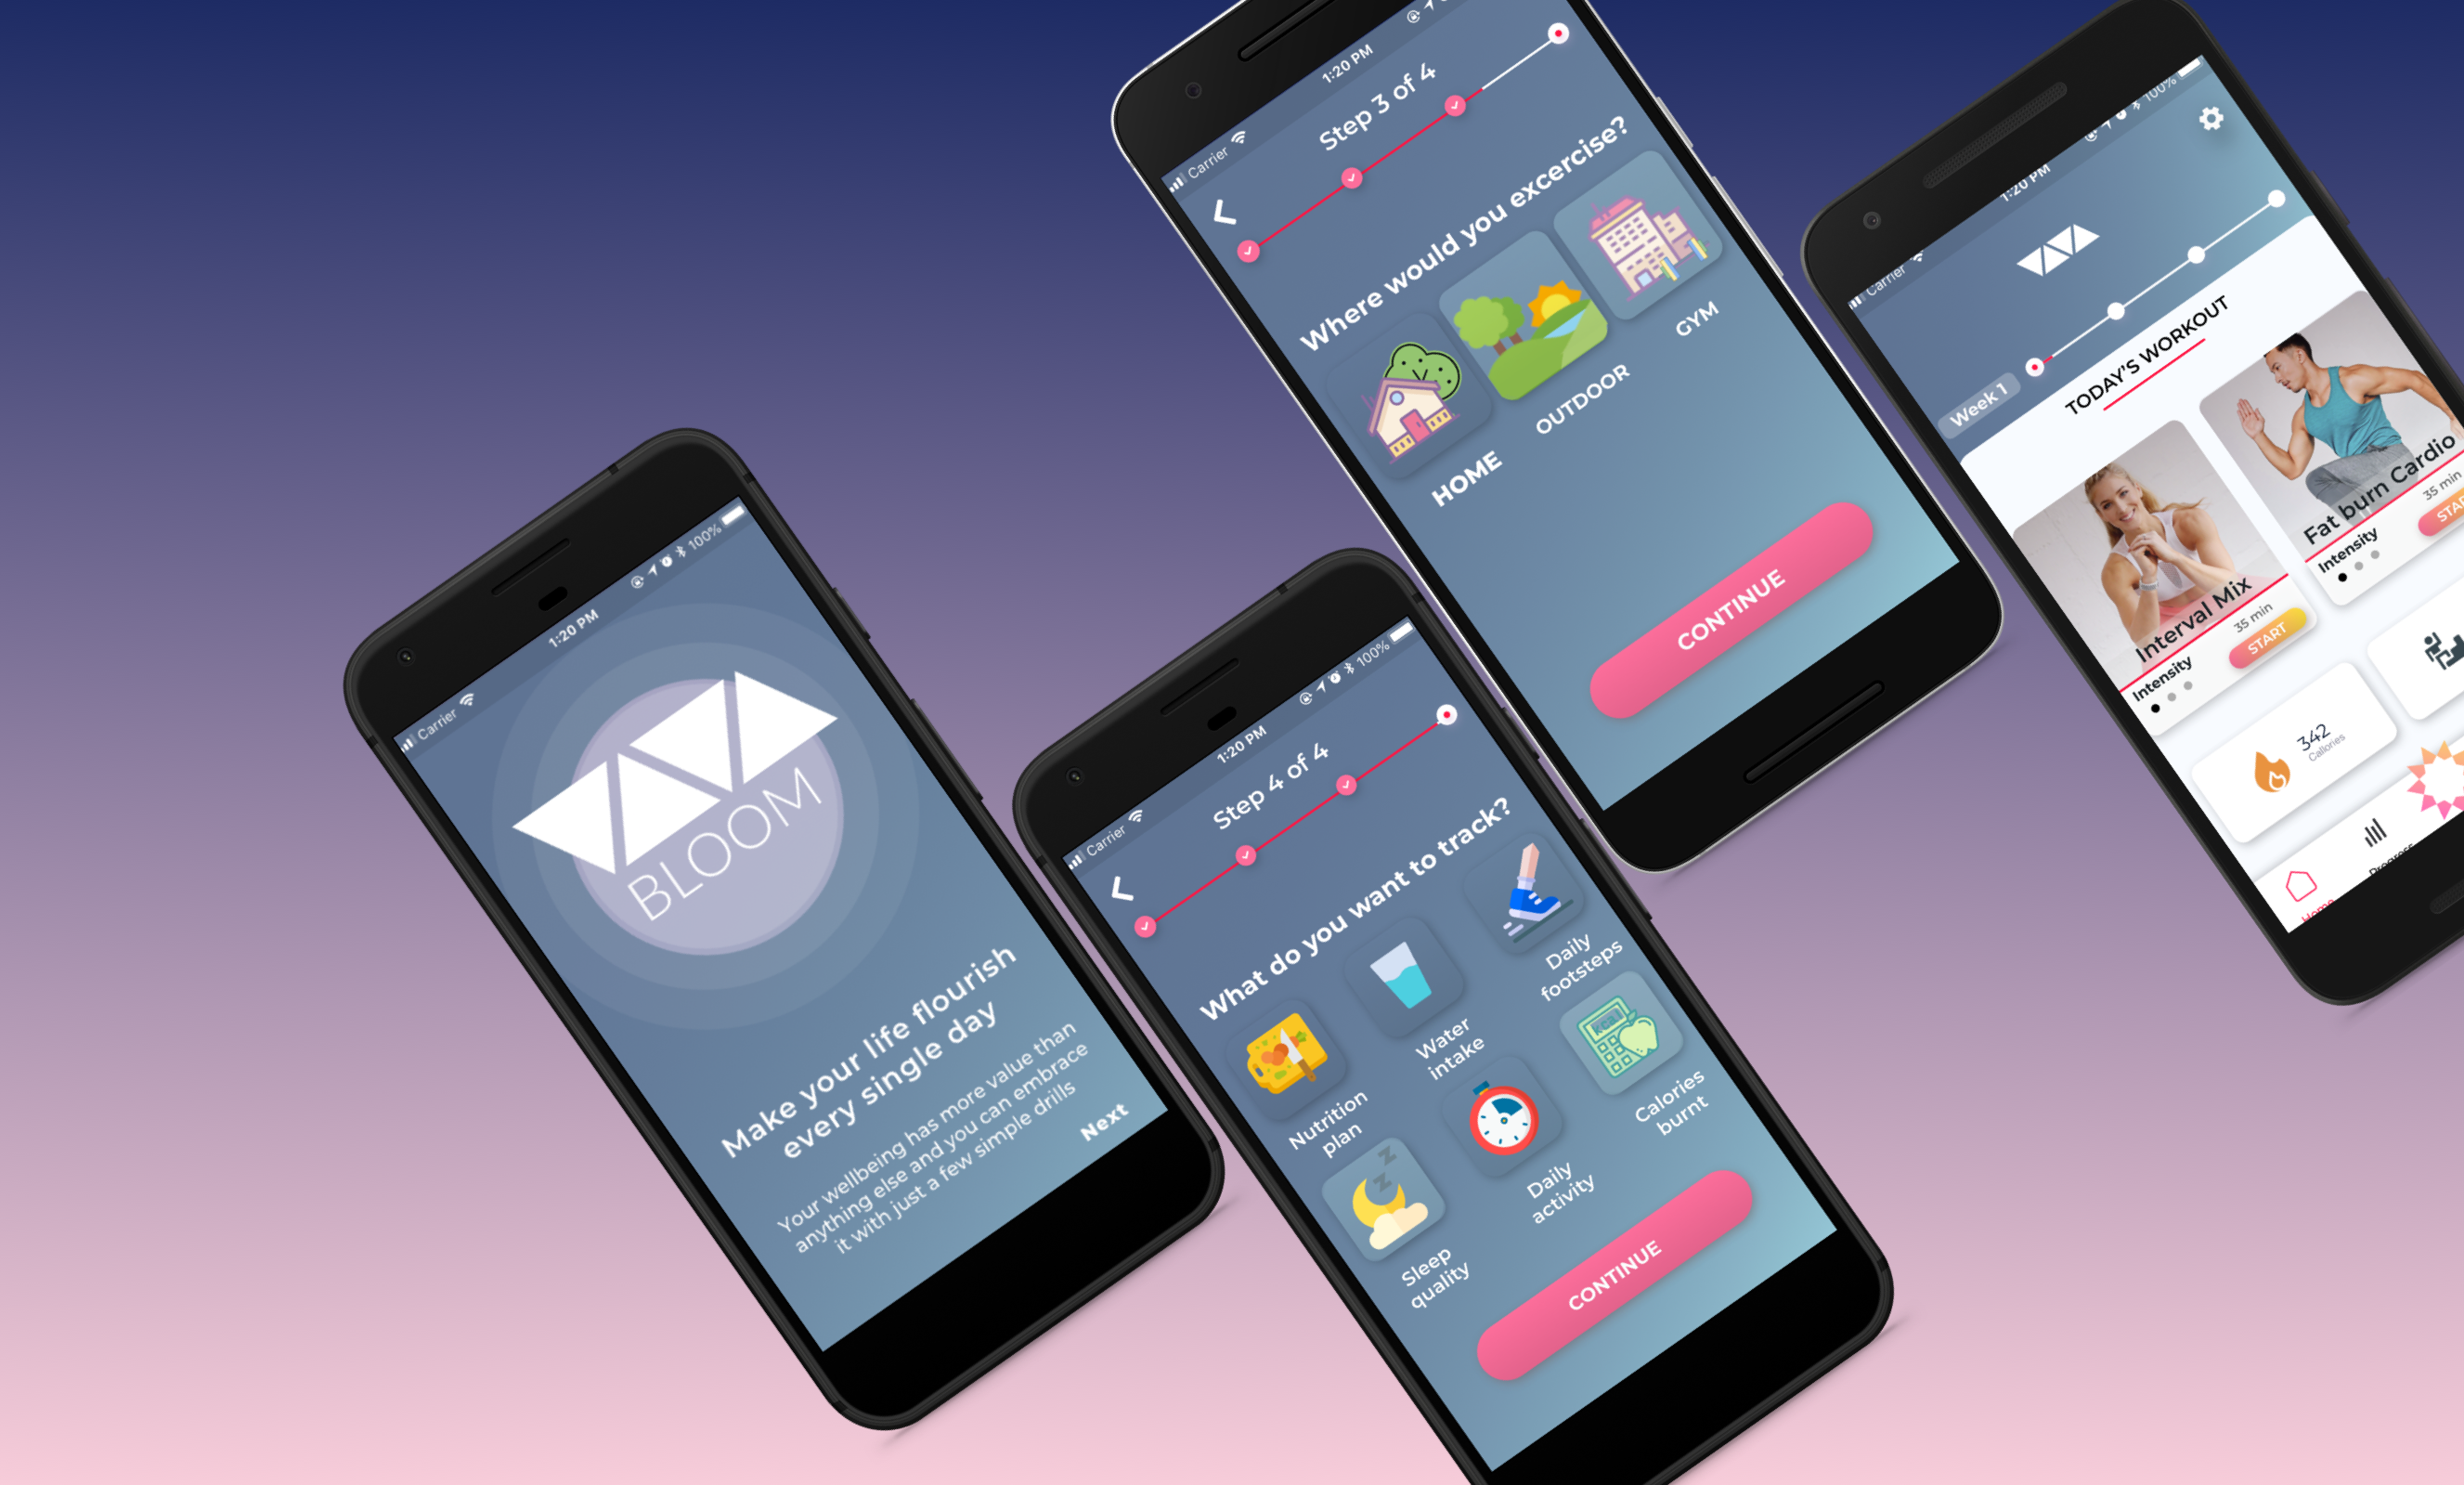 Carrier
1:20 PM
100%
BLOOM
Make your life flourish
every single day
Your wellbeing has more value than
anything else and you can embrace
it with just a few simple drills
Next
Carrier
1:20 PM
100%
Step 4 of 4
What do you want to track?
Nutrition
plan
Water
intake
Daily
footsteps
Sleep
quality
Z
Z
Daily
activity
Calories
burnt
CONTINUE
Carrier
1:20 PM
Step 3 of 4
Where would you excercise?
HOME
OUTDOOR
GYM
CONTINUE
Carrier
1:20 PM
100%
Week 1
TODAY'S WORKOUT
Interval Mix
Intensity
35 min
START
Fat burn Cardio
Intensity
35 min
342
Callories
Home
Progress